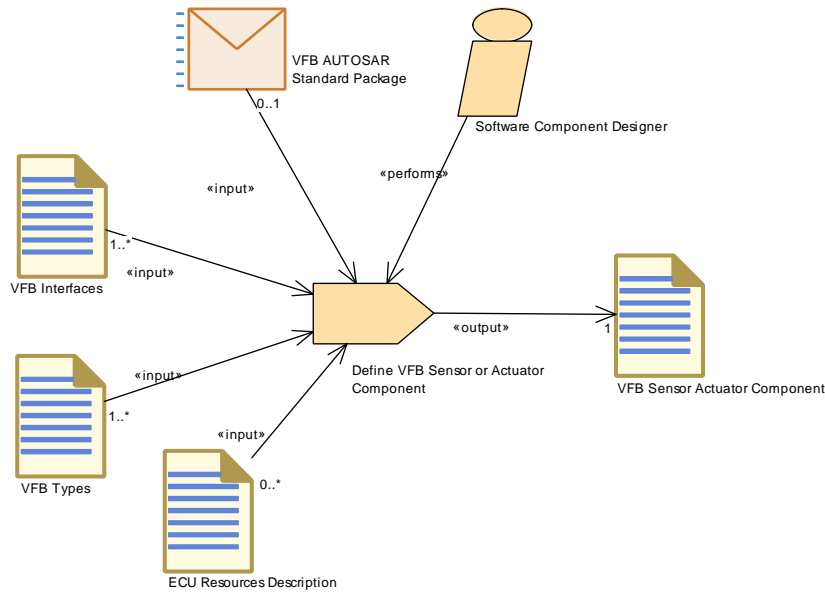 VFB AUTOSAR
Standard Package
0..1
Software Component Designer
«input»
«performs»
1..*
«input»
VFB Interfaces
«output»
1
Define VFB Sensor or Actuator
Component
VFB Sensor Actuator Component
«input»
1..*
VFB Types
«input»
0..*
ECU Resources Description